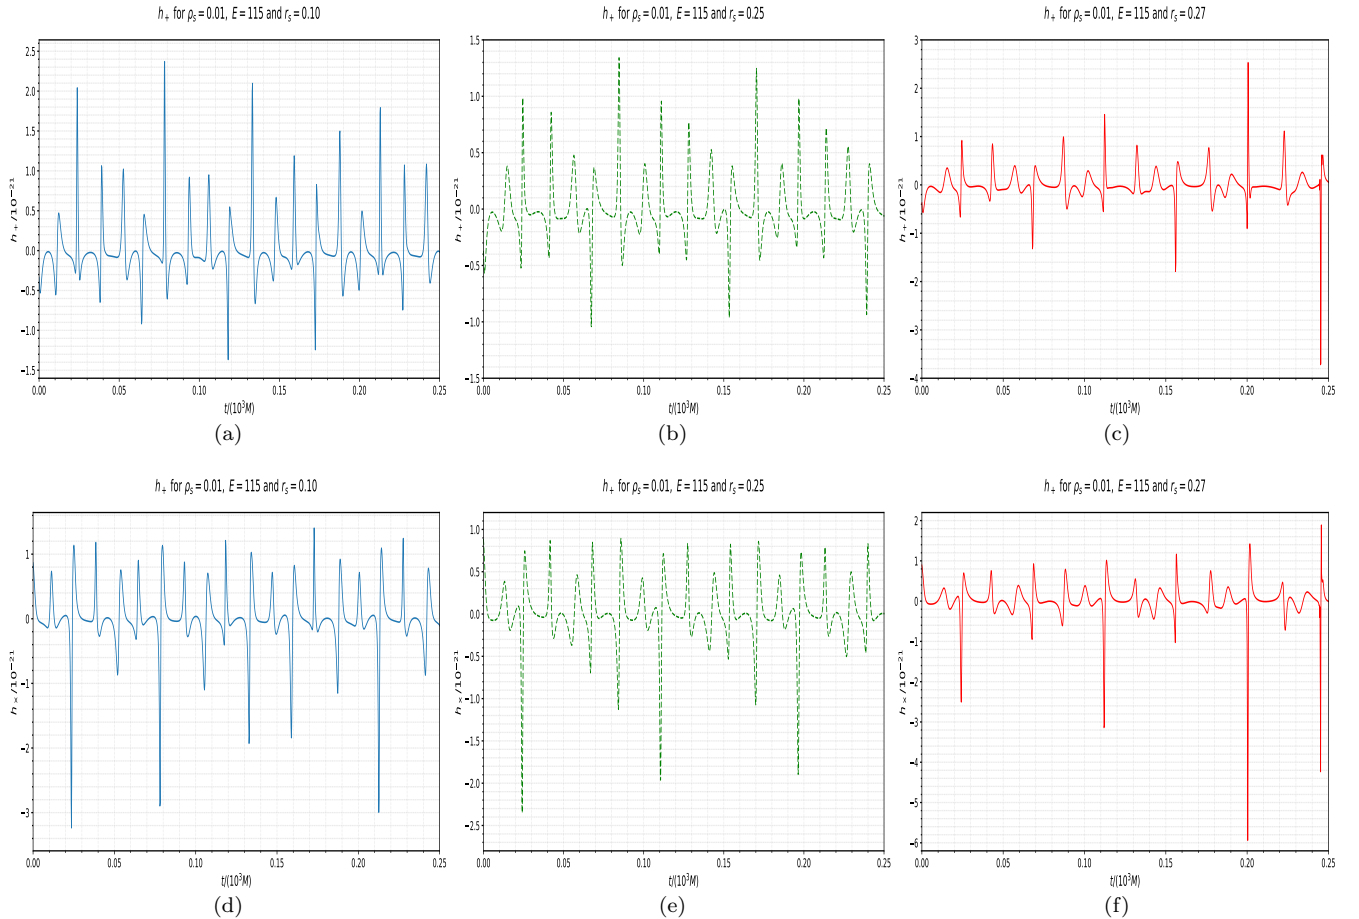 h₊ for ρₛ = 0.01, E = 115 and rₛ = 0.10
h₊/10⁻²¹
2.5
2.0
1.5
1.0
0.5
0.0
−0.5
−1.0
−1.5
0.00 0.05 0.10 0.15 0.20 0.25
t/(10³M)
(a)
h₊ for ρₛ = 0.01, E = 115 and rₛ = 0.25
h₊/10⁻²¹
1.5
1.0
0.5
0.0
−0.5
−1.0
−1.5
0.00 0.05 0.10 0.15 0.20 0.25
t/(10³M)
(b)
h₊ for ρₛ = 0.01, E = 115 and rₛ = 0.27
h₊/10⁻²¹
3
2
1
0
−1
−2
−3
−4
0.00 0.05 0.10 0.15 0.20 0.25
t/(10³M)
(c)
h₊ for ρₛ = 0.01, E = 115 and rₛ = 0.10
hₓ/10⁻²¹
1
0
−1
−2
−3
0.00 0.05 0.10 0.15 0.20 0.25
t/(10³M)
(d)
h₊ for ρₛ = 0.01, E = 115 and rₛ = 0.25
hₓ/10⁻²¹
1.0
0.5
0.0
−0.5
−1.0
−1.5
−2.0
−2.5
0.00 0.05 0.10 0.15 0.20 0.25
t/(10³M)
(e)
h₊ for ρₛ = 0.01, E = 115 and rₛ = 0.27
hₓ/10⁻²¹
2
1
0
−1
−2
−3
−4
−5
−6
0.00 0.05 0.10 0.15 0.20 0.25
t/(10³M)
(f)